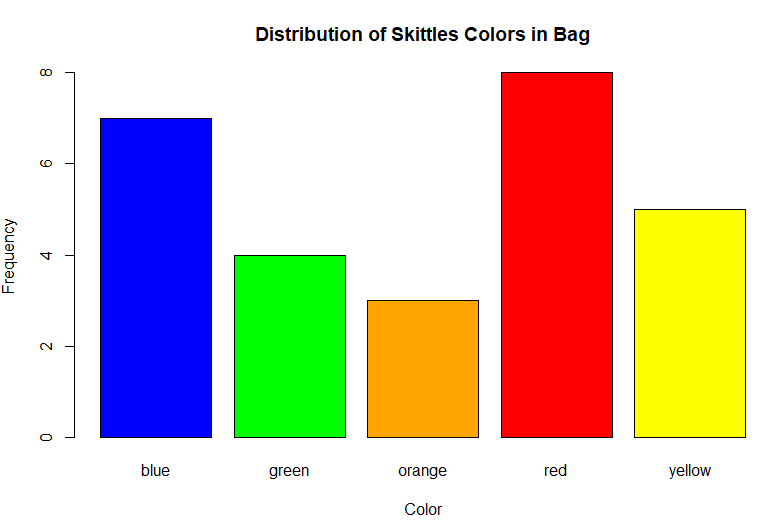 Distribution of Skittles Colors in Bag
Frequency
8
6
4
2
0
blue green orange red yellow
Color